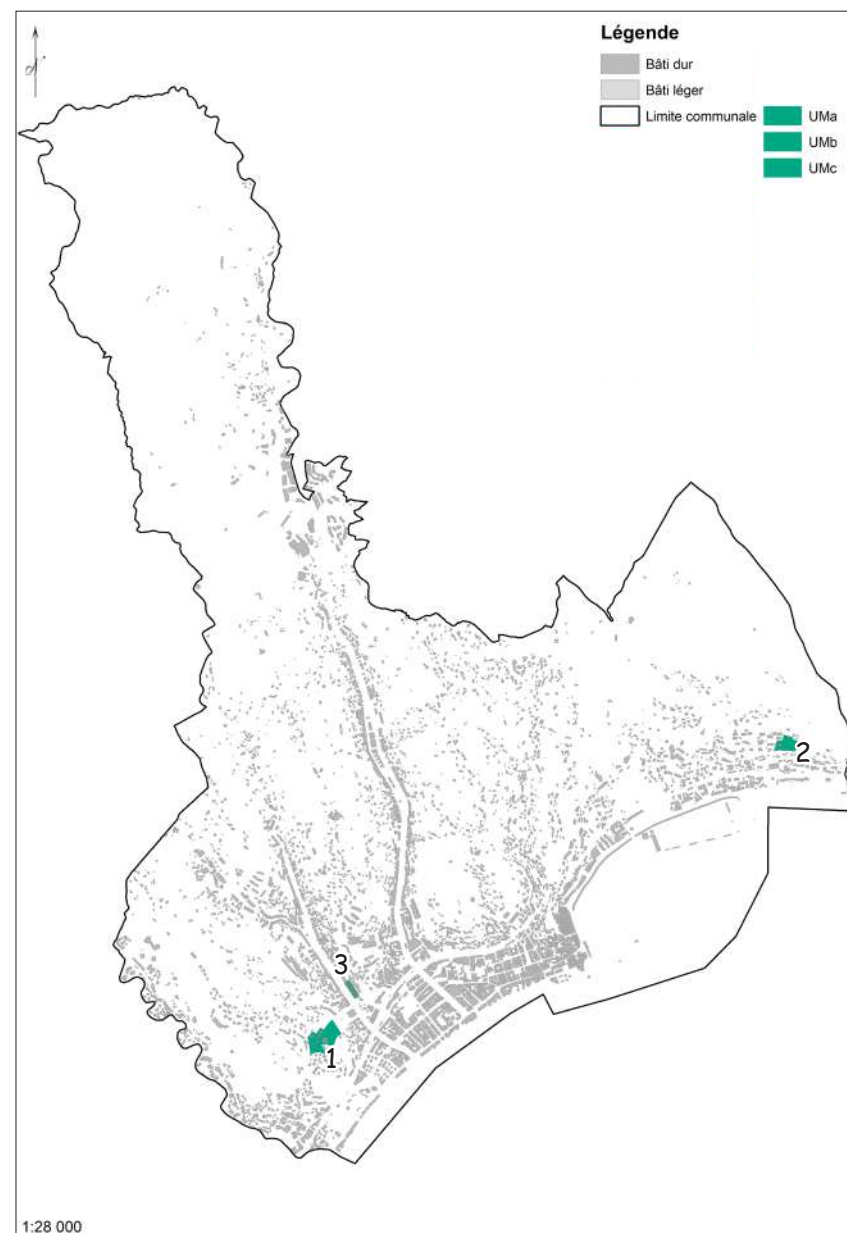 Légende
Bâti dur
Bâti léger
Limite communale
UMa
UMb
UMc
2
3
1
1:28 000